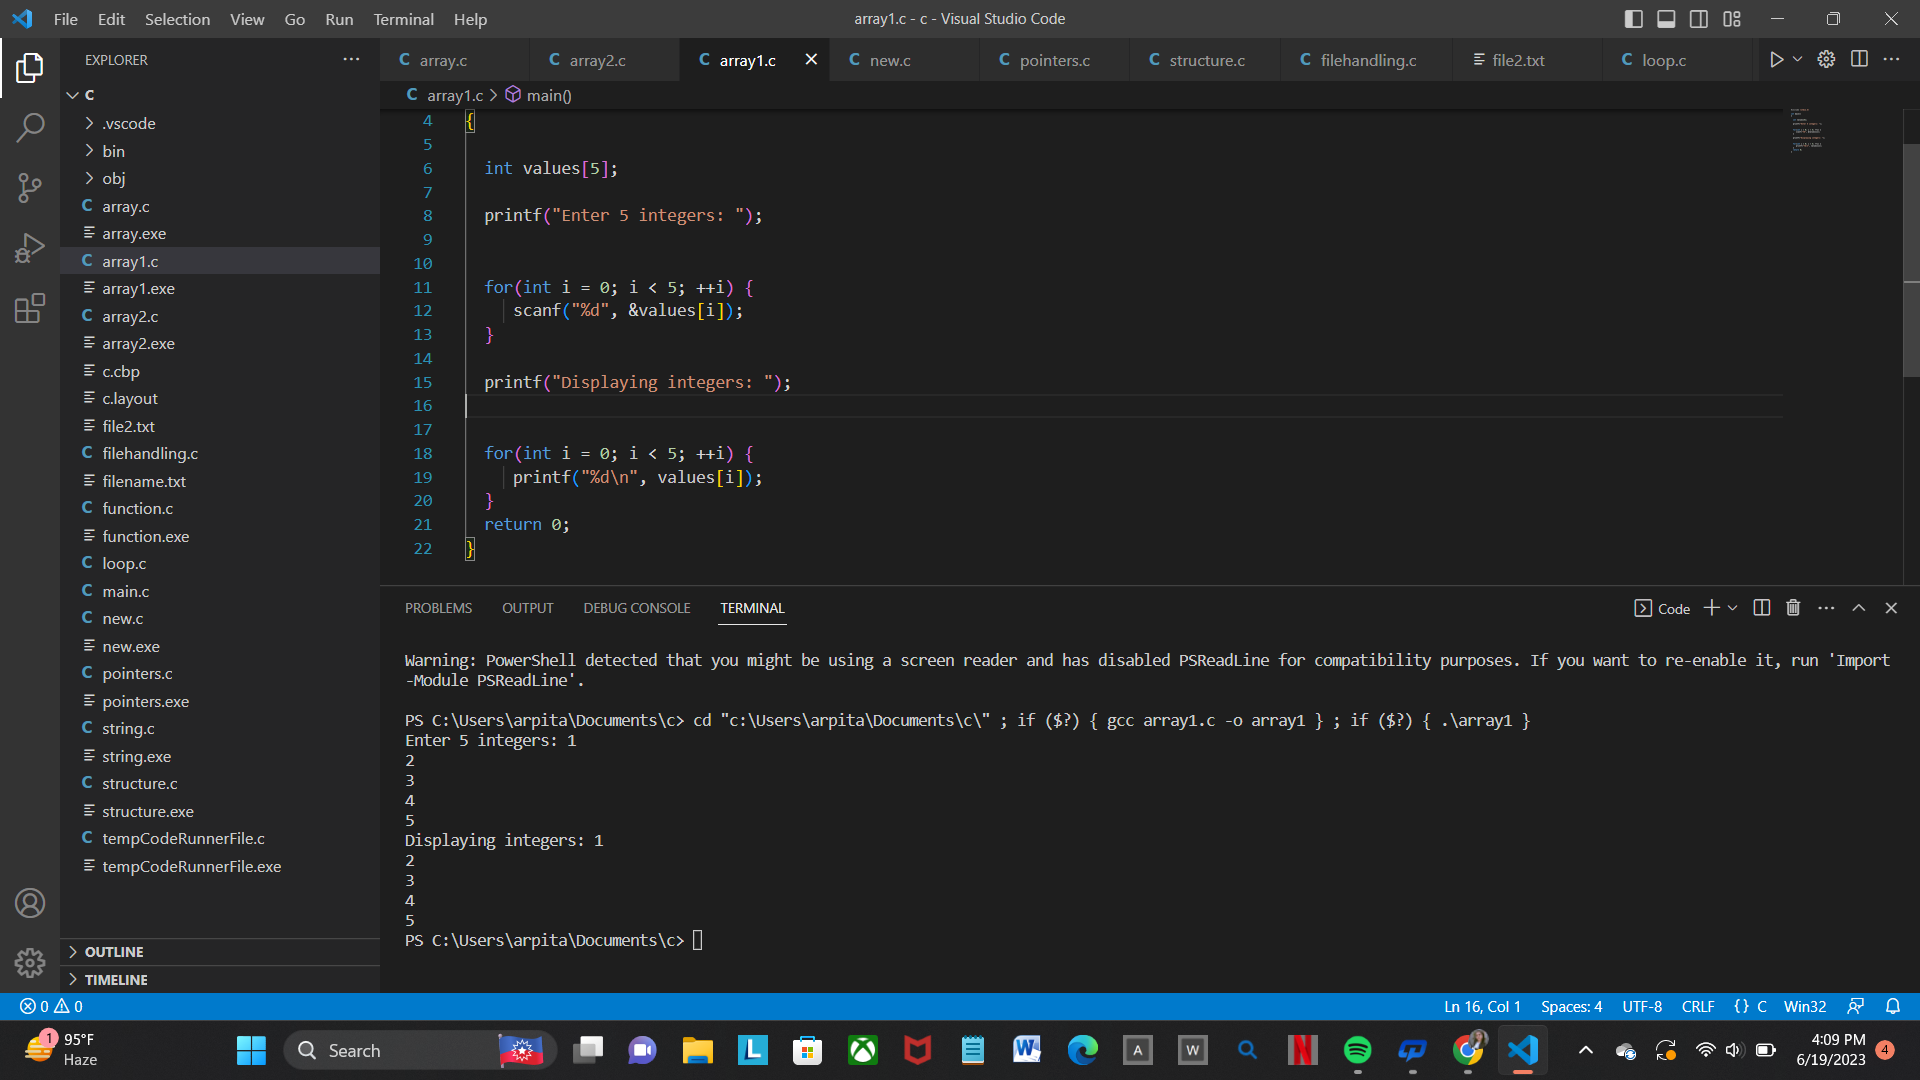 File Edit Selection View Go Run Terminal Help
array1.c - c - Visual Studio Code
EXPLORER
C
.vscode
bin
obj
array.c
array.exe
array1.c
array1.exe
array2.c
array2.exe
c.cbp
c.layout
file2.txt
filehandling.c
filename.txt
function.c
function.exe
loop.c
main.c
new.c
new.exe
pointers.c
pointers.exe
string.c
string.exe
structure.c
structure.exe
tempCodeRunnerFile.c
tempCodeRunnerFile.exe
OUTLINE
TIMELINE
C array.c C array2.c C array1.c C new.c C pointers.c C structure.c C filehandling.c file2.txt C loop.c
C array1.c > main()
4 {
5
6 int values[5];
7
8 printf("Enter 5 integers: ");
9
10
11 for(int i = 0; i < 5; ++i) {
12 scanf("%d", &values[i]);
13 }
14
15 printf("Displaying integers: ");
16
17
18 for(int i = 0; i < 5; ++i) {
19 printf("%d\n", values[i]);
20 }
21 return 0;
22 }
PROBLEMS OUTPUT DEBUG CONSOLE TERMINAL
Code
Warning: PowerShell detected that you might be using a screen reader and has disabled PSReadLine for compatibility purposes. If you want to re-enable it, run 'Import
-Module PSReadLine'.
PS C:\Users\arpita\Documents\c> cd "c:\Users\arpita\Documents\c\" ; if ($?) { gcc array1.c -o array1 } ; if ($?) { .\array1 }
Enter 5 integers: 1
2
3
4
5
Displaying integers: 1
2
3
4
5
PS C:\Users\arpita\Documents\c>
0 0
Ln 16, Col 1 Spaces: 4 UTF-8 CRLF {} C Win32
1
95°F
Haze
Search
L
W
A
W
N
4:09 PM
6/19/2023
4